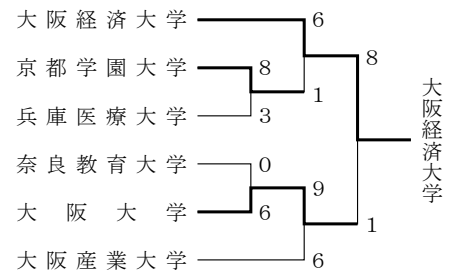 大阪経済大学
6
京都学園大学
8
8
1
兵庫医療大学
3
大阪経済大学
奈良教育大学
0
9
大阪大学
6
1
大阪産業大学
6